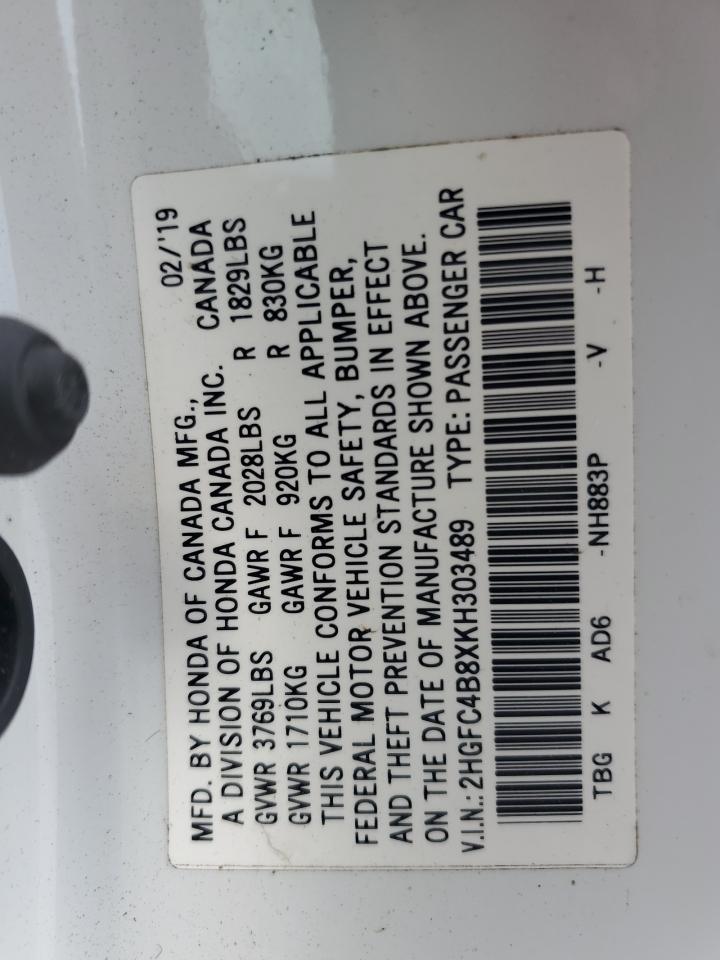 02/'19
MFD. BY HONDA OF CANADA MFG.,
A DIVISION OF HONDA CANADA INC. CANADA
GVWR 3769LBS GAWR F 2028LBS R 1829LBS
GVWR 1710KG GAWR F 920KG R 830KG
THIS VEHICLE CONFORMS TO ALL APPLICABLE
FEDERAL MOTOR VEHICLE SAFETY, BUMPER,
AND THEFT PREVENTION STANDARDS IN EFFECT
ON THE DATE OF MANUFACTURE SHOWN ABOVE.
V.I.N.: 2HGFC4B8XKH303489 TYPE: PASSENGER CAR
TBG K AD6 -NH883P -V -H